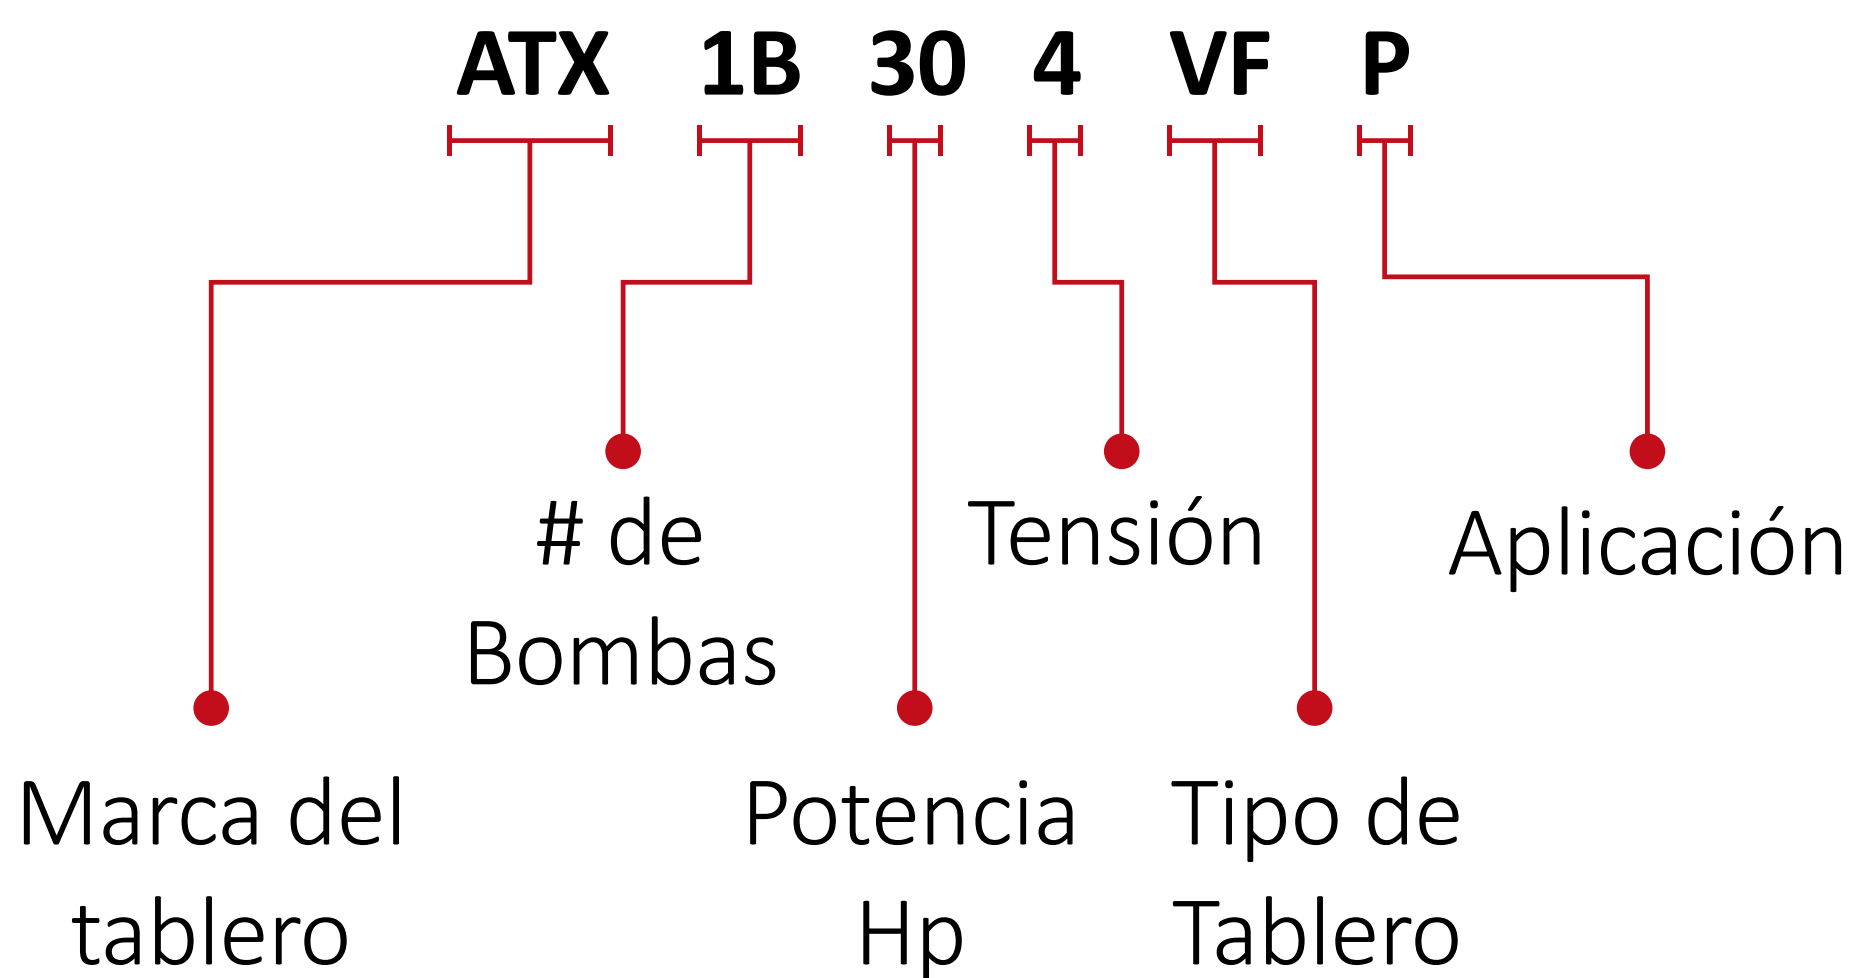 ATX 1B 30 4 VF P
# de
Bombas
Tensión
Aplicación
Marca del
tablero
Potencia
Hp
Tipo de
Tablero